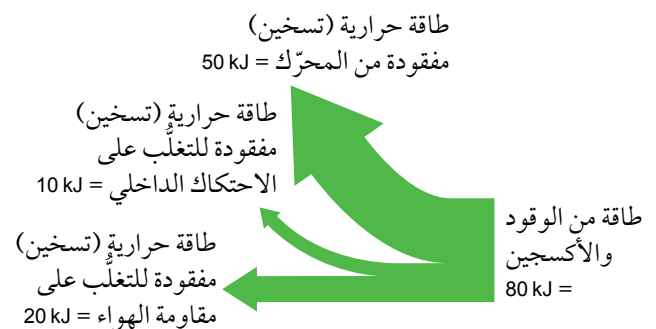 طاقة حرارية (تسخين)
مفقودة من المحرّك = 50 kJ
طاقة حرارية (تسخين)
مفقودة للتغلُّب على
الاحتكاك الداخلي = 10 kJ
طاقة من الوقود
والأكسجين
= 80 kJ
طاقة حرارية (تسخين)
مفقودة للتغلُّب على
مقاومة الهواء = 20 kJ